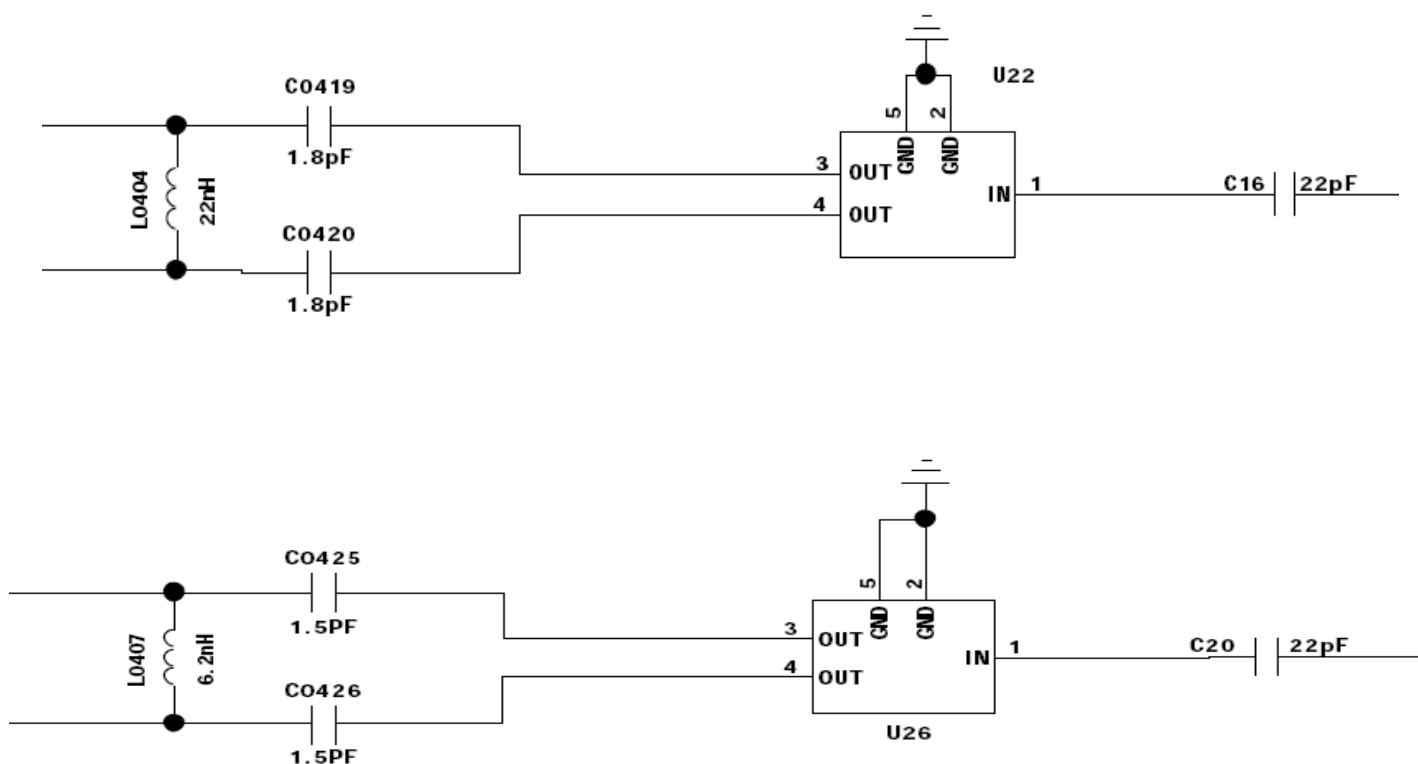 U22
C0419
5
2
GND
GND
1.8pF
3
OUT
1
IN
C16
22pF
L0404
22nH
4
OUT
C0420
1.8pF
C0425
5
2
GND
GND
1.5PF
3
OUT
1
IN
C20
22pF
L0407
6.2nH
4
OUT
C0426
U26
1.5PF